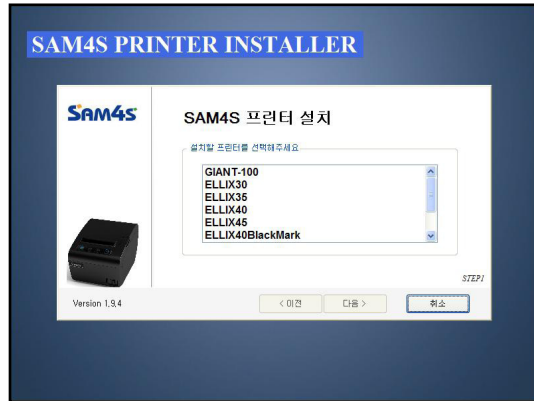 SAM4S PRINTER INSTALLER
SAM4S
SAM4S 프린터 설치
설치할 프린터를 선택해주세요
GIANT-100
ELLIX30
ELLIX35
ELLIX40
ELLIX45
ELLIX40BlackMark
STEP1
Version 1.9.4
< 이전
다음 >
취소